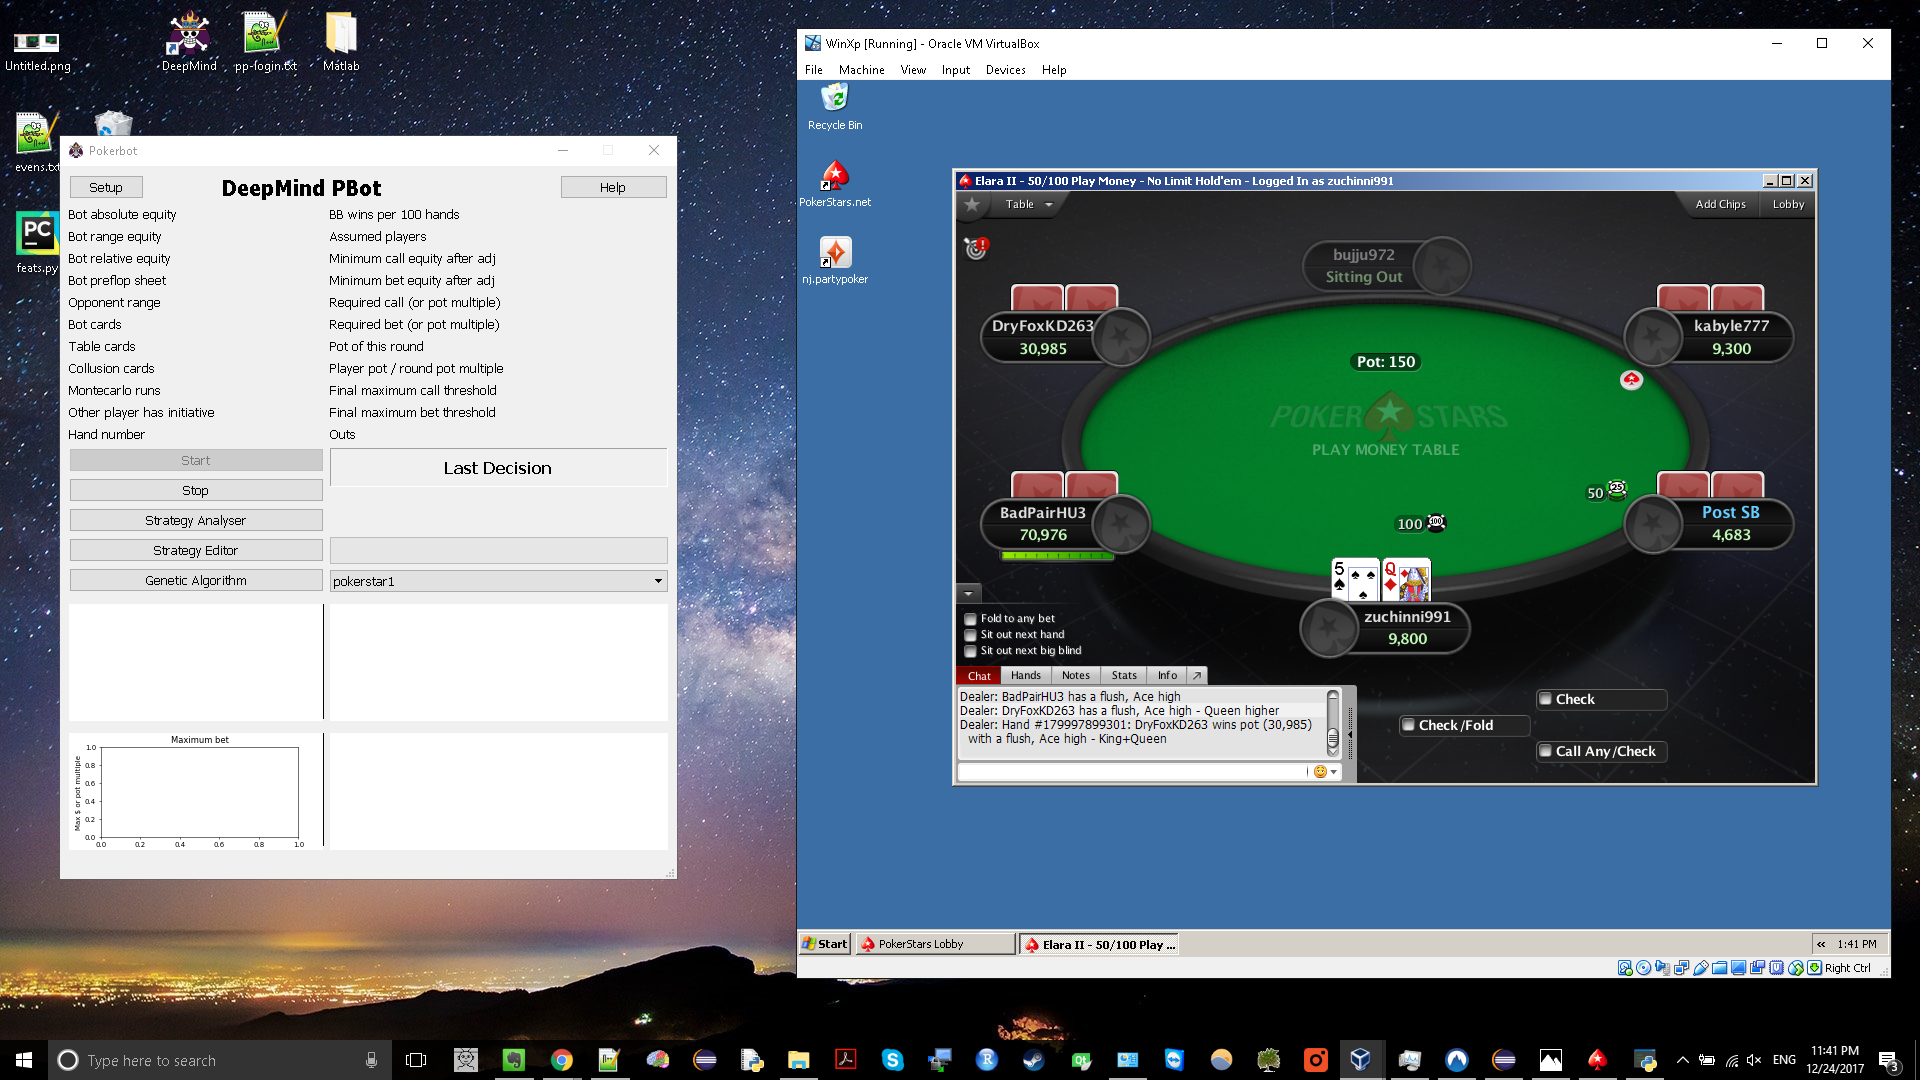 Untitled.png
DeepMind
pp-login.txt
Matlab
evens.txt
PC
feats.py
Pokerbot
Setup
DeepMind PBot
Help
Bot absolute equity
BB wins per 100 hands
Bot range equity
Assumed players
Bot relative equity
Minimum call equity after adj
Bot preflop sheet
Minimum bet equity after adj
Opponent range
Required call (or pot multiple)
Bot cards
Required bet (or pot multiple)
Table cards
Pot of this round
Collusion cards
Player pot / round pot multiple
Montecarlo runs
Final maximum call threshold
Other player has initiative
Final maximum bet threshold
Hand number
Outs
Start
Last Decision
Stop
Strategy Analyser
Strategy Editor
Genetic Algorithm
pokerstar1
Maximum bet
Max $ or pot multiple
1.0
0.8
0.6
0.4
0.2
0.0
0.0 0.2 0.4 0.6 0.8 1.0
WinXp [Running] - Oracle VM VirtualBox
File Machine View Input Devices Help
Recycle Bin
PokerStars.net
nj.partypoker
Elara II - 50/100 Play Money - No Limit Hold'em - Logged In as zuchinni991
Table
Add Chips
Lobby
bujju972
Sitting Out
DryFoxKD263
30,985
kabyle777
9,300
Pot: 150
POKER STARS
PLAY MONEY TABLE
BadPairHU3
70,976
50
25
Post SB
4,683
100
100
5
Q
zuchinni991
9,800
Fold to any bet
Sit out next hand
Sit out next big blind
Chat Hands Notes Stats Info
Dealer: BadPairHU3 has a flush, Ace high
Dealer: DryFoxKD263 has a flush, Ace high - Queen higher
Dealer: Hand #179997899301: DryFoxKD263 wins pot (30,985)
with a flush, Ace high - King+Queen
Check
Check/Fold
Call Any/Check
Start
PokerStars Lobby
Elara II - 50/100 Play ...
1:41 PM
Right Ctrl
Type here to search
ENG
11:41 PM
12/24/2017
3